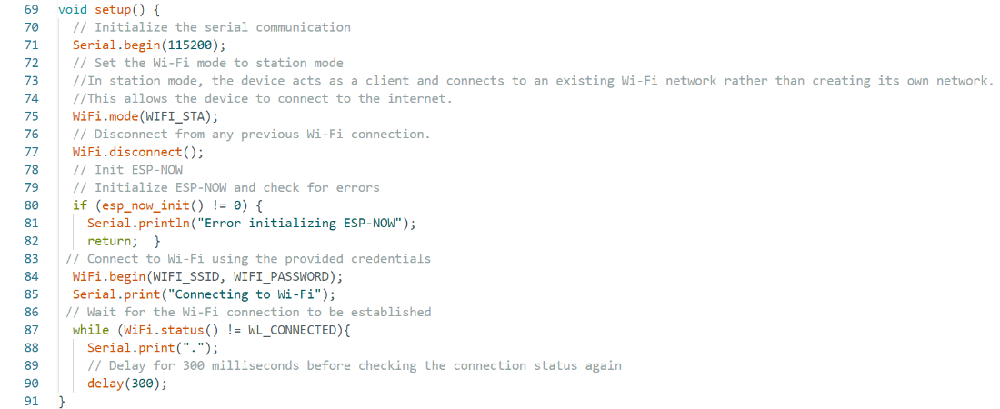 69 void setup() {
70 // Initialize the serial communication
71 Serial.begin(115200);
72 // Set the Wi-Fi mode to station mode
73 //In station mode, the device acts as a client and connects to an existing Wi-Fi network rather than creating its own network.
74 //This allows the device to connect to the internet.
75 WiFi.mode(WIFI_STA);
76 // Disconnect from any previous Wi-Fi connection.
77 WiFi.disconnect();
78 // Init ESP-NOW
79 // Initialize ESP-NOW and check for errors
80 if (esp_now_init() != 0) {
81 Serial.println("Error initializing ESP-NOW");
82 return;  }
83 // Connect to Wi-Fi using the provided credentials
84 WiFi.begin(WIFI_SSID, WIFI_PASSWORD);
85 Serial.print("Connecting to Wi-Fi");
86 // Wait for the Wi-Fi connection to be established
87 while (WiFi.status() != WL_CONNECTED){
88 Serial.print(".");
89 // Delay for 300 milliseconds before checking the connection status again
90 delay(300);
91 }